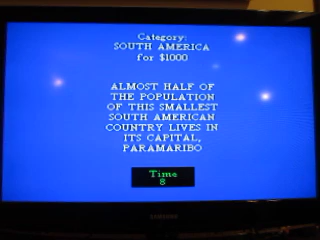 Category:
SOUTH AMERICA
for $1000
ALMOST HALF OF
THE POPULATION
OF THIS SMALLEST
SOUTH AMERICAN
COUNTRY LIVES IN
ITS CAPITAL,
PARAMARIBO
Time
8
SAMSUNG